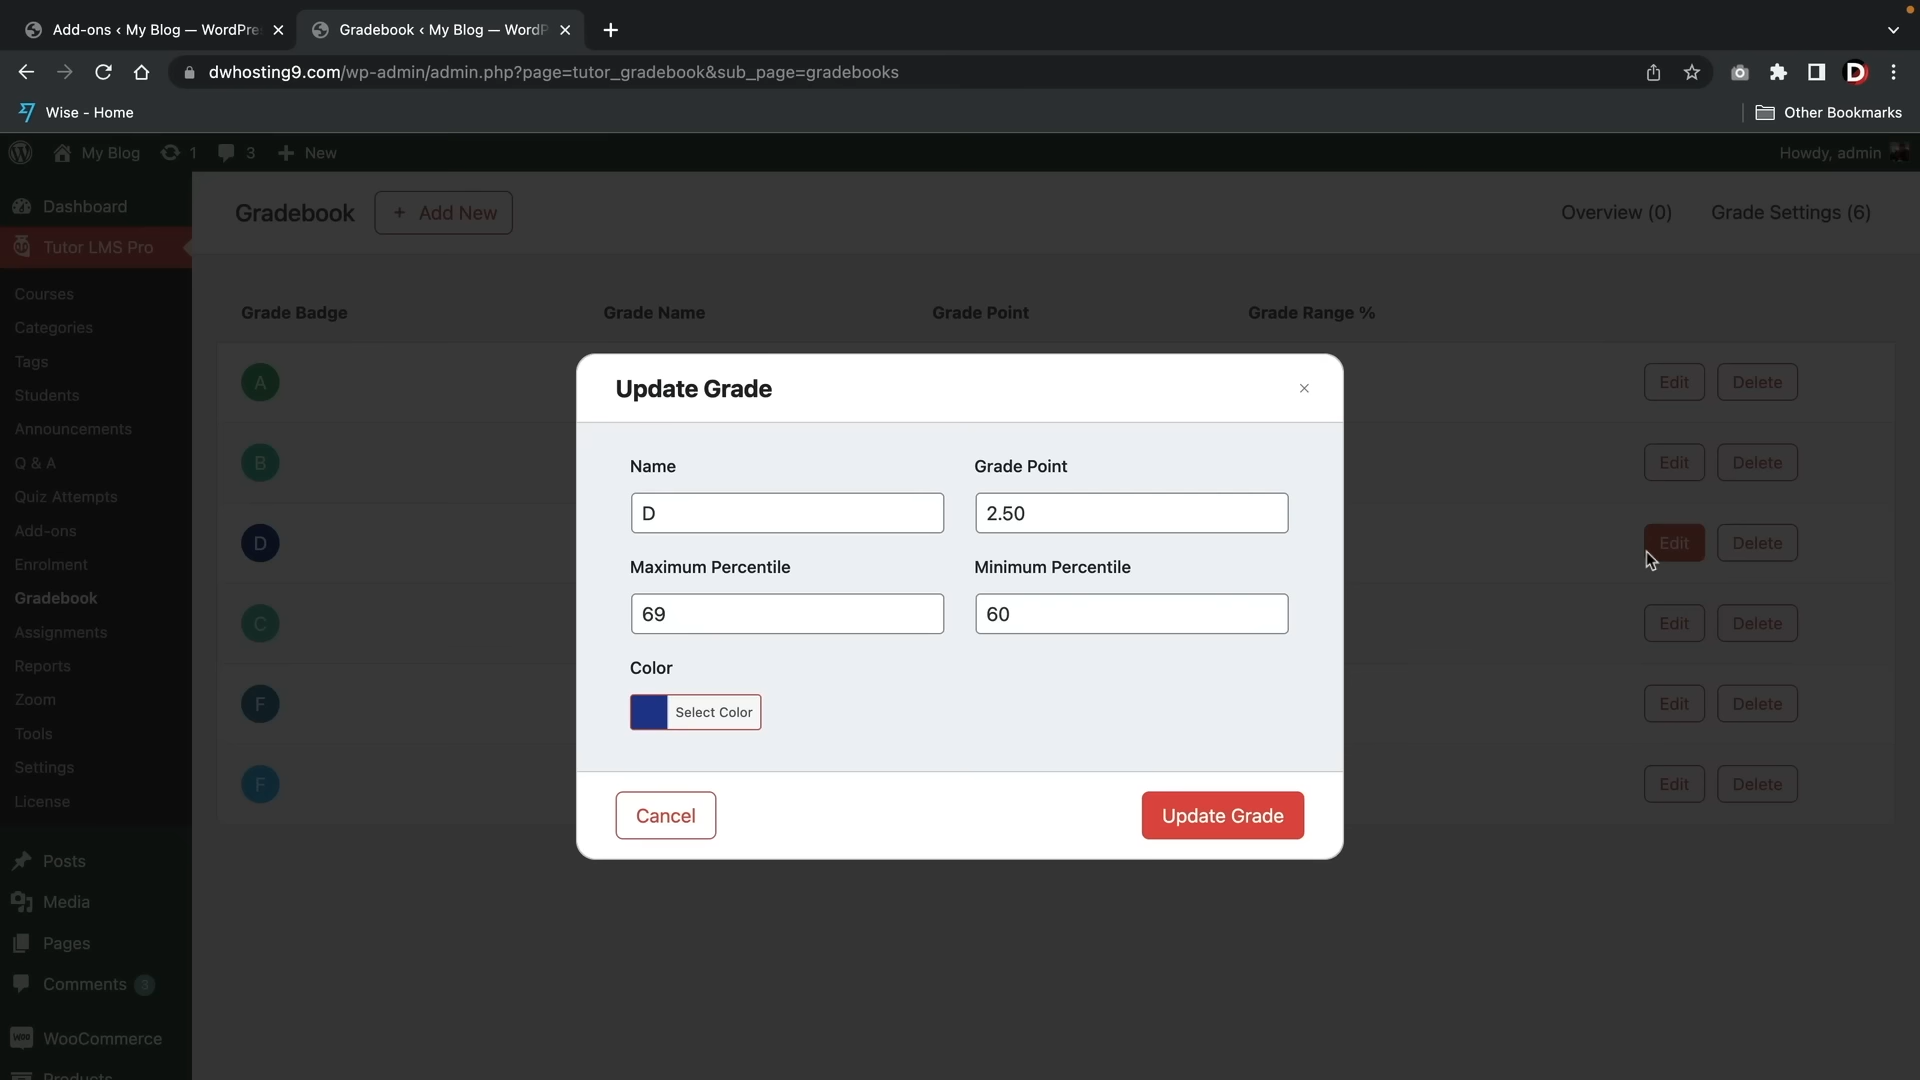 Add-ons ‹ My Blog — WordPre
Gradebook ‹ My Blog — WordP
dwhosting9.com/wp-admin/admin.php?page=tutor_gradebook&sub_page=gradebooks
Wise - Home
Other Bookmarks
My Blog
1
3
New
Howdy, admin
Dashboard
Tutor LMS Pro
Courses
Categories
Tags
Students
Announcements
Q & A
Quiz Attempts
Add-ons
Enrolment
Gradebook
Assignments
Reports
Zoom
Tools
Settings
License
Posts
Media
Pages
Comments 3
WooCommerce
Products
Gradebook
+ Add New
Overview (0)
Grade Settings (6)
Grade Badge
Grade Name
Grade Point
Grade Range %
A
Edit
Delete
B
Edit
Delete
D
Edit
Delete
C
Edit
Delete
F
Edit
Delete
F
Edit
Delete
Update Grade
Name
Grade Point
D
2.50
Maximum Percentile
Minimum Percentile
69
60
Color
Select Color
Cancel
Update Grade